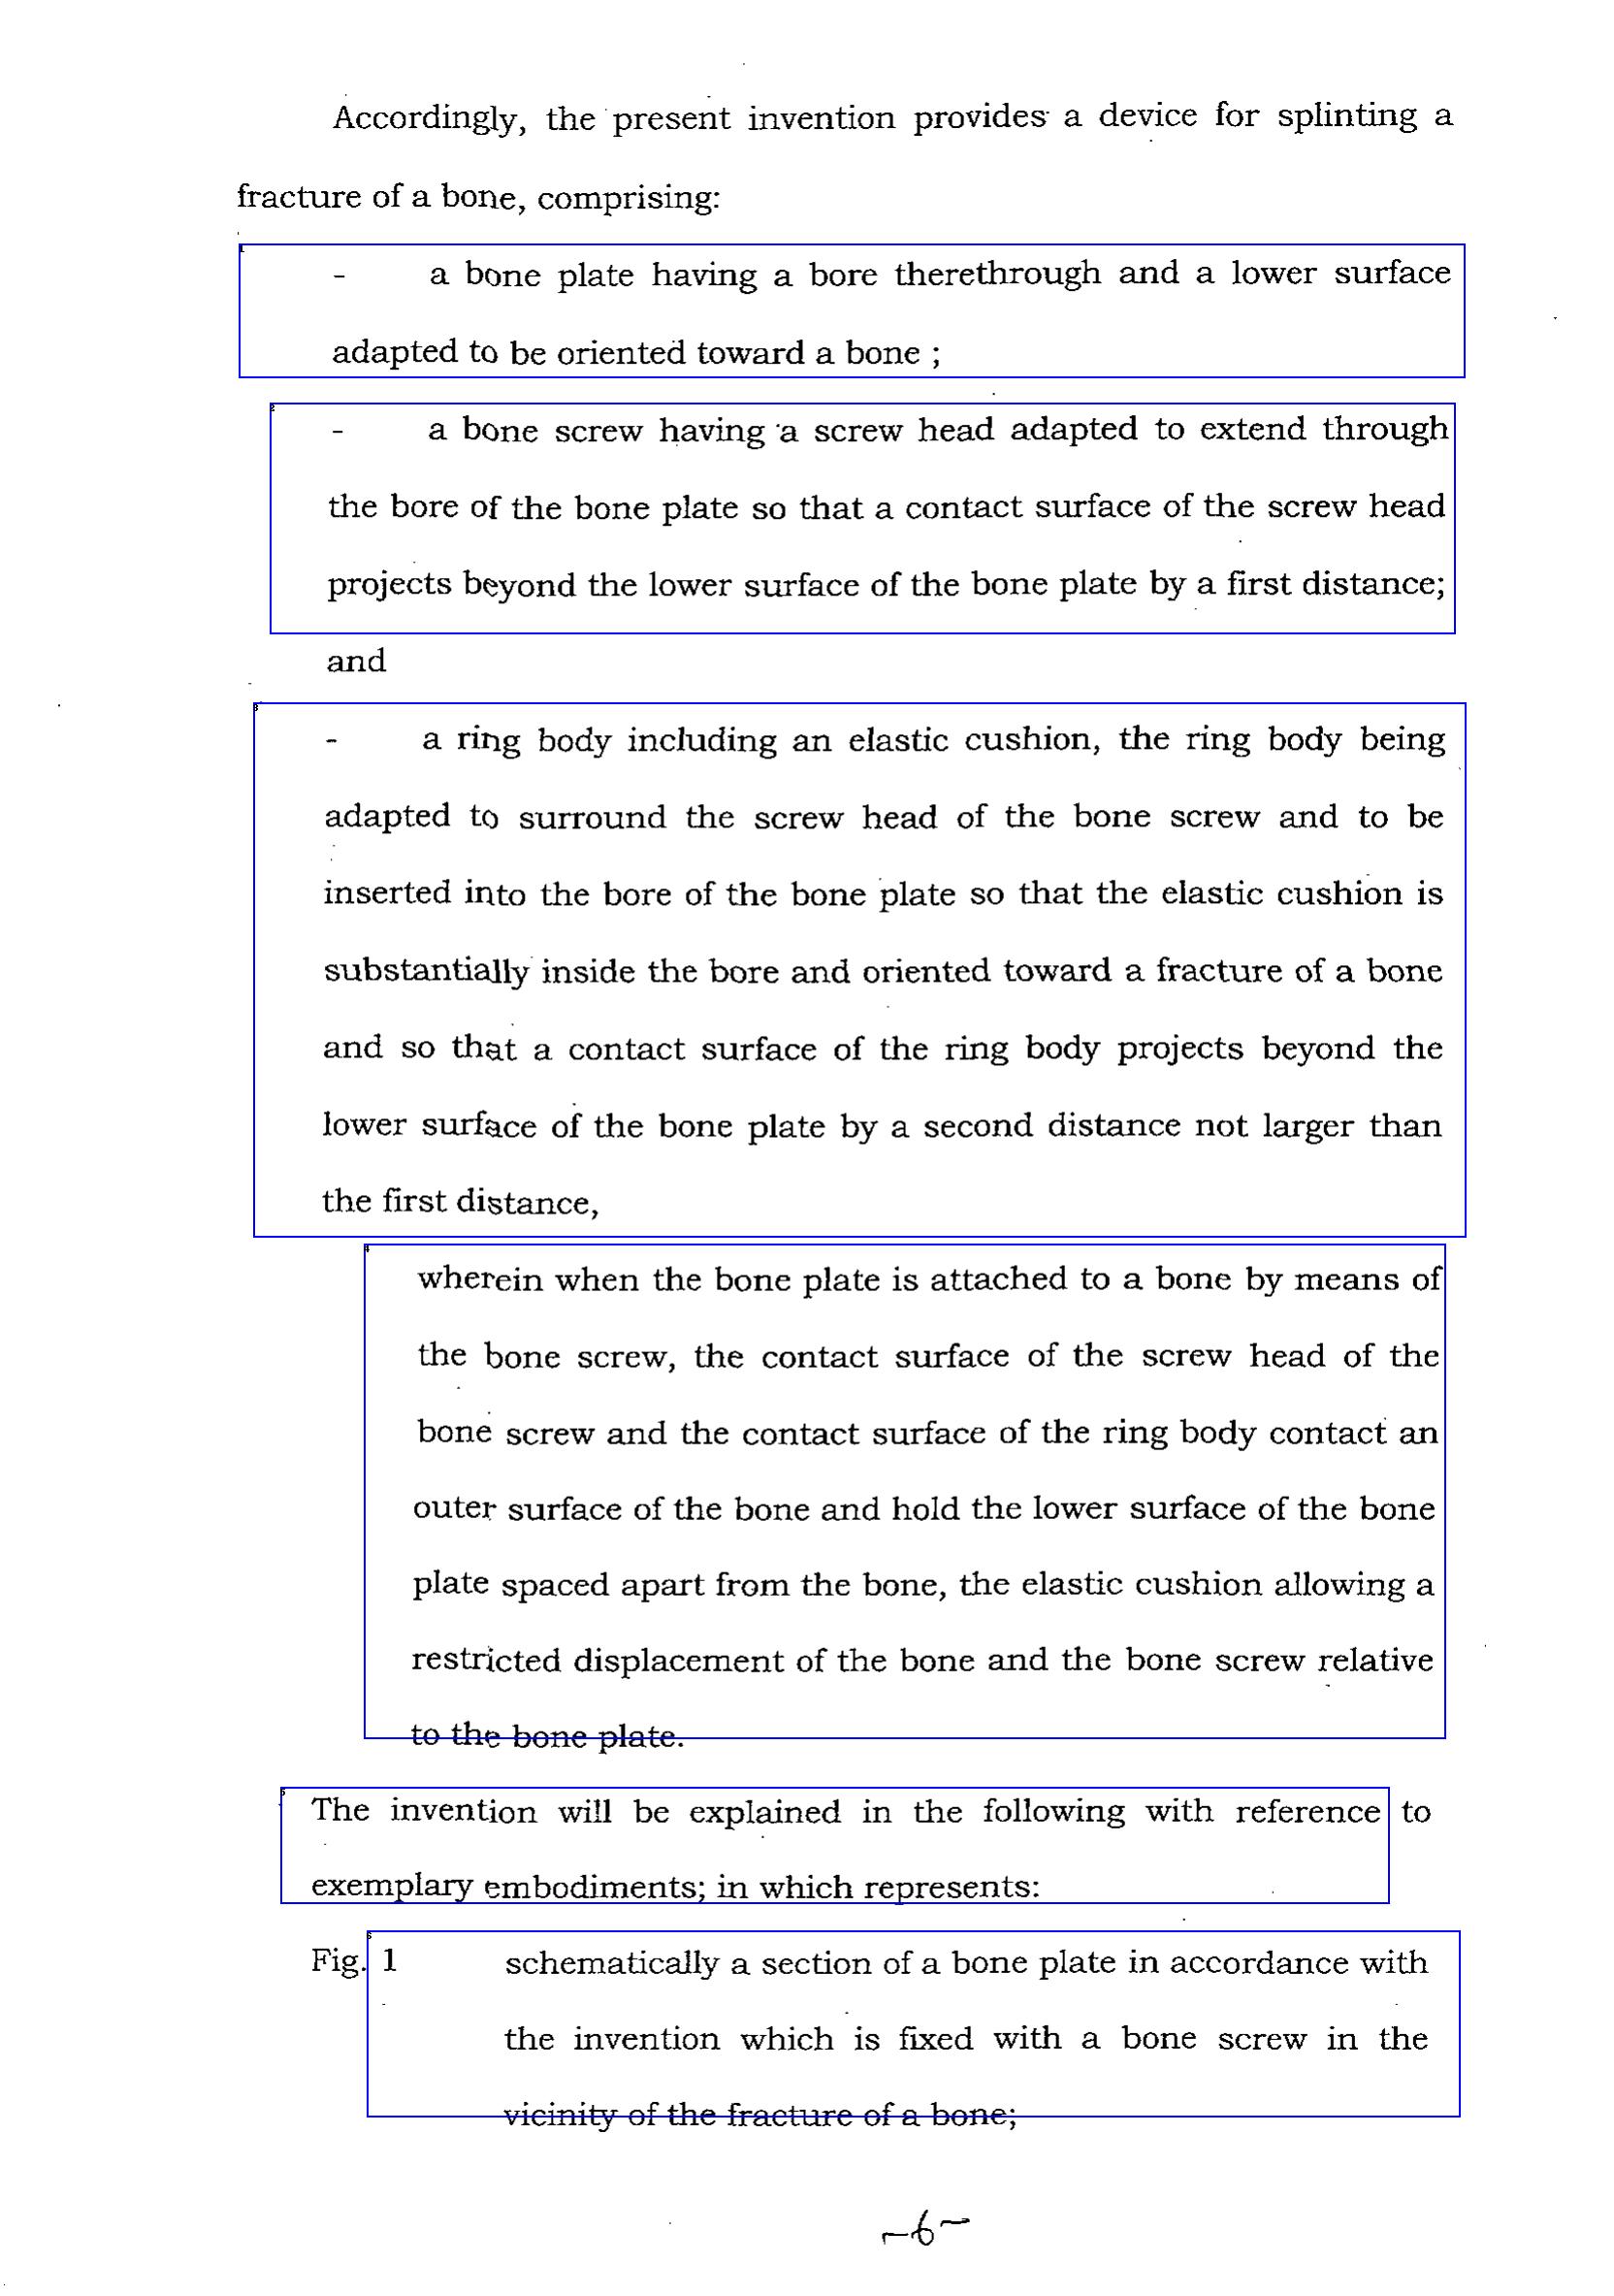 Accordingly, the present invention provides a device for splinting a
fracture of a bone, comprising:
1
- a bone plate having a bore therethrough and a lower surface
adapted to be oriented toward a bone ;
2
- a bone screw having a screw head adapted to extend through
the bore of the bone plate so that a contact surface of the screw head
projects beyond the lower surface of the bone plate by a first distance;
and
3
- a ring body including an elastic cushion, the ring body being
adapted to surround the screw head of the bone screw and to be
inserted into the bore of the bone plate so that the elastic cushion is
substantially inside the bore and oriented toward a fracture of a bone
and so that a contact surface of the ring body projects beyond the
lower surface of the bone plate by a second distance not larger than
the first distance,
4
wherein when the bone plate is attached to a bone by means of
the bone screw, the contact surface of the screw head of the
bone screw and the contact surface of the ring body contact an
outer surface of the bone and hold the lower surface of the bone
plate spaced apart from the bone, the elastic cushion allowing a
restricted displacement of the bone and the bone screw relative
to the bone plate.
5
The invention will be explained in the following with reference to
exemplary embodiments; in which represents:
6
Fig. 1 schematically a section of a bone plate in accordance with
the invention which is fixed with a bone screw in the
vicinity of the fracture of a bone;
-6-